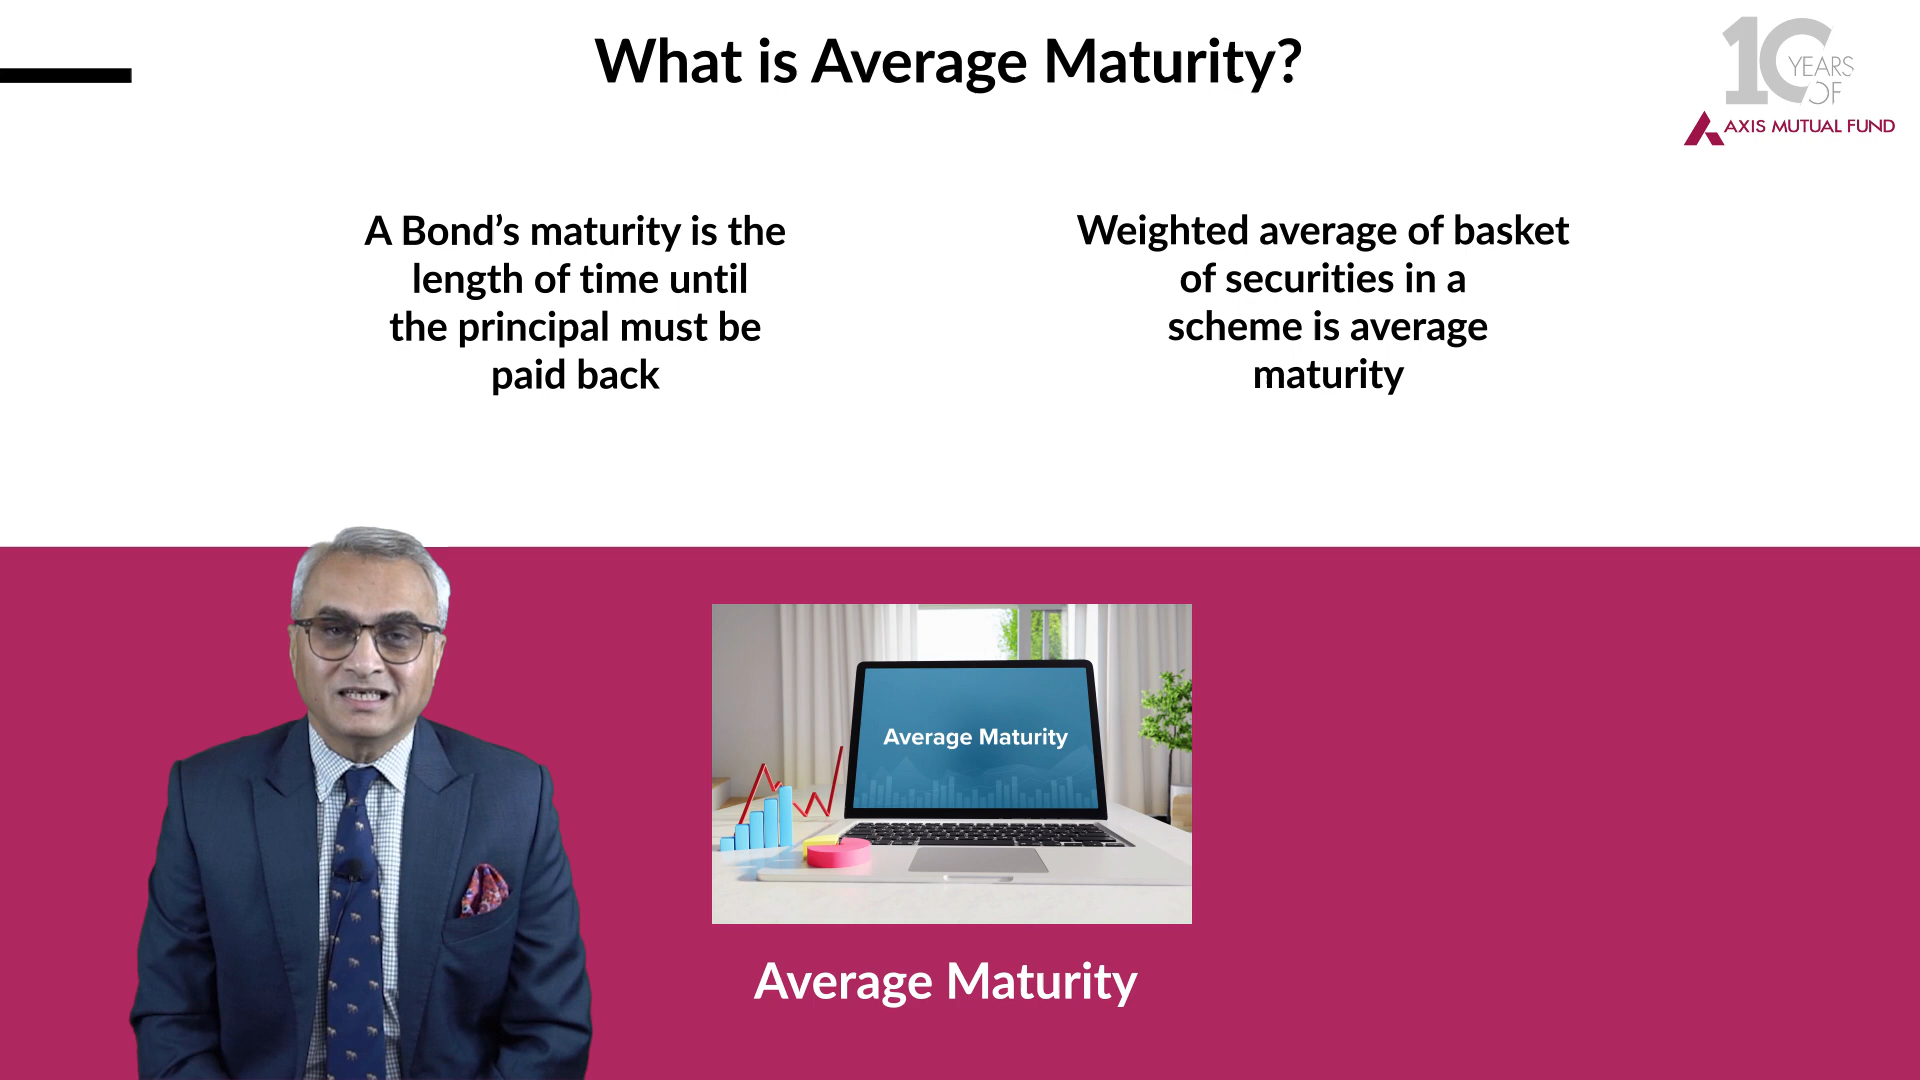 What is Average Maturity?
10 YEARS
OF
AXIS MUTUAL FUND
A Bond’s maturity is the
length of time until
the principal must be
paid back
Weighted average of basket
of securities in a
scheme is average
maturity
Average Maturity
Average Maturity